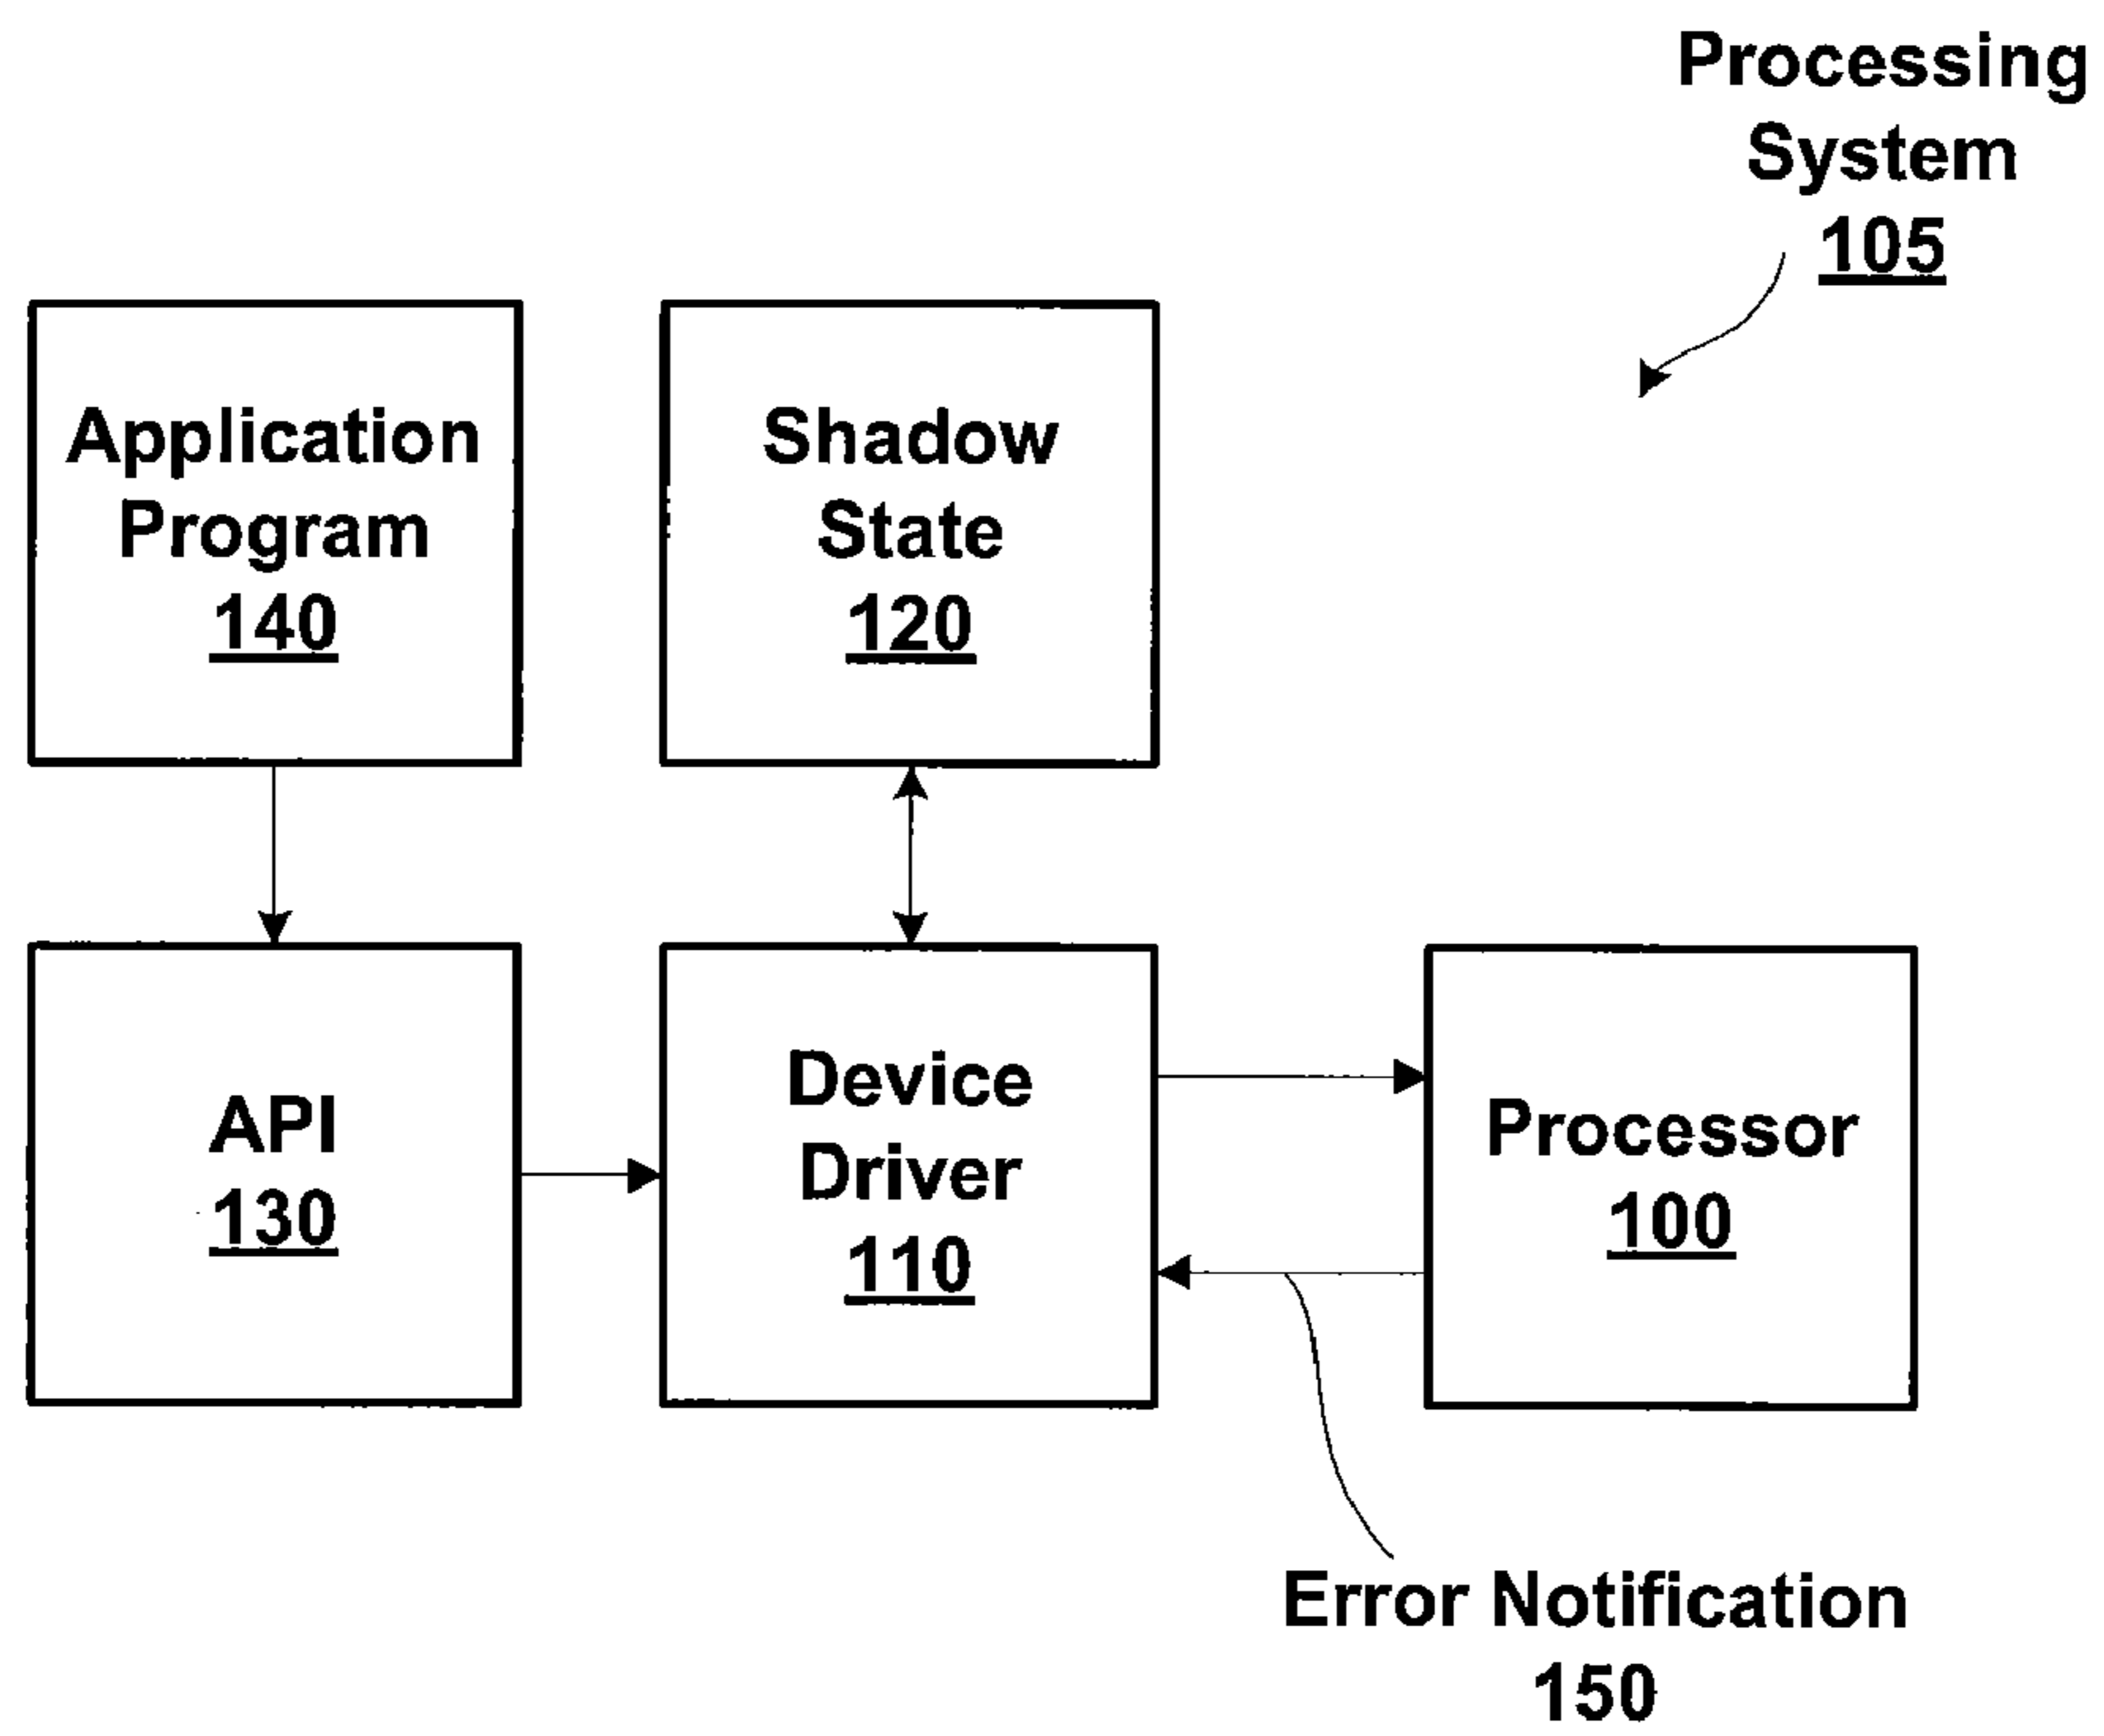 Processing
System
105
Application
Program
140
Shadow
State
120
API
130
Device
Driver
110
Processor
100
Error Notification
150